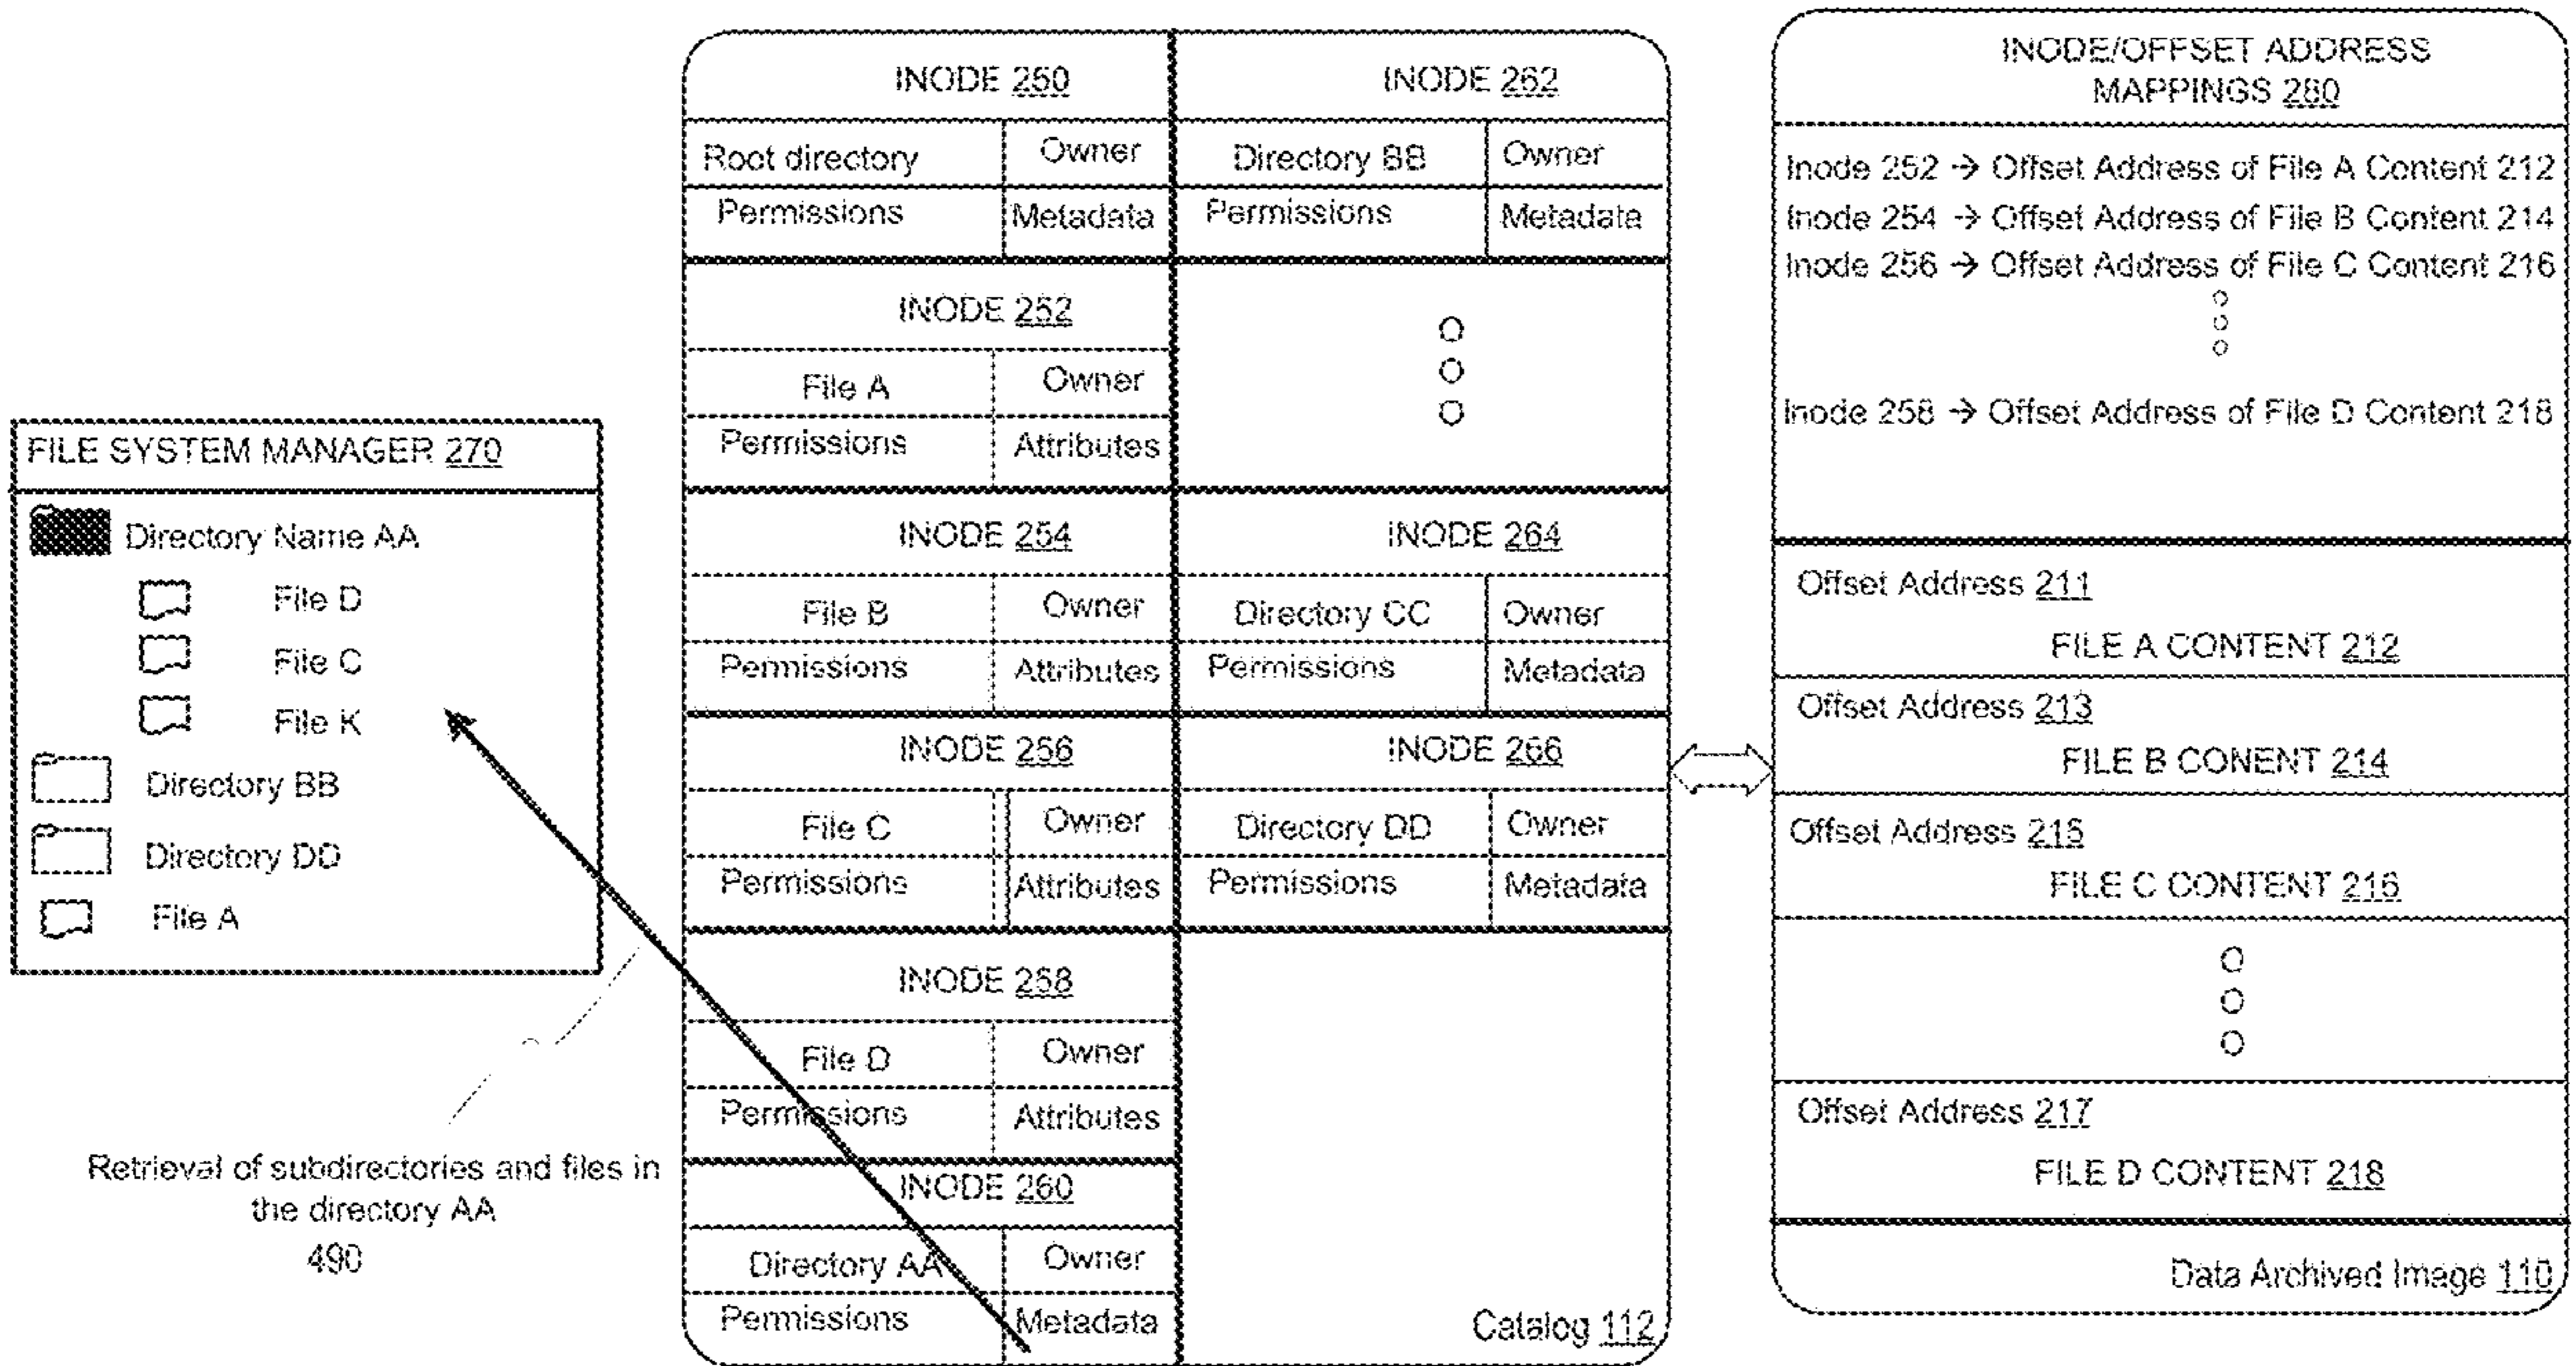 FILE SYSTEM MANAGER 270
Directory Name AA
File D
File C
File K
Directory BB
Directory DD
File A
Retrieval of subdirectories and files in
the directory AA
490
INODE 250
Root directory Owner
Permissions Metadata
INODE 252
File A Owner
Permissions Attributes
INODE 254
File B Owner
Permissions Attributes
INODE 256
File C Owner
Permissions Attributes
INODE 258
File D Owner
Permissions Attributes
INODE 260
Directory AA Owner
Permissions Metadata
INODE 262
Directory BB Owner
Permissions Metadata
INODE 264
Directory CC Owner
Permissions Metadata
INODE 266
Directory DD Owner
Permissions Metadata
Catalog 112
INODE/OFFSET ADDRESS
MAPPINGS 280
Inode 252 → Offset Address of File A Content 212
Inode 254 → Offset Address of File B Content 214
Inode 256 → Offset Address of File C Content 216
Inode 258 → Offset Address of File D Content 218
Offset Address 211
FILE A CONTENT 212
Offset Address 213
FILE B CONENT 214
Offset Address 215
FILE C CONTENT 216
Offset Address 217
FILE D CONTENT 218
Data Archived Image 110